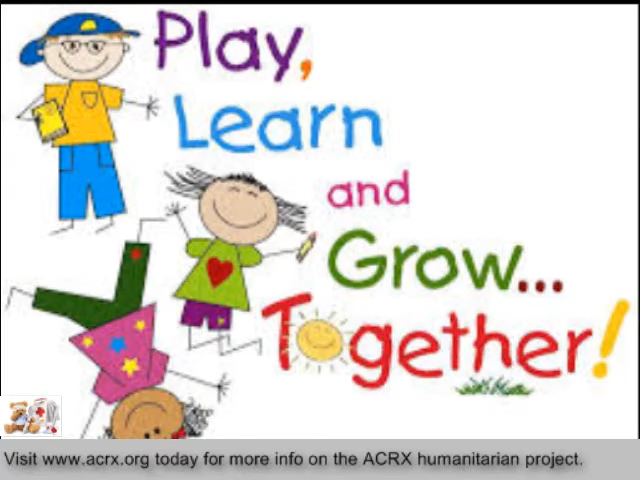 Play,
Learn
and
Grow...
Together!
Visit www.acrx.org today for more info on the ACRX humanitarian project.